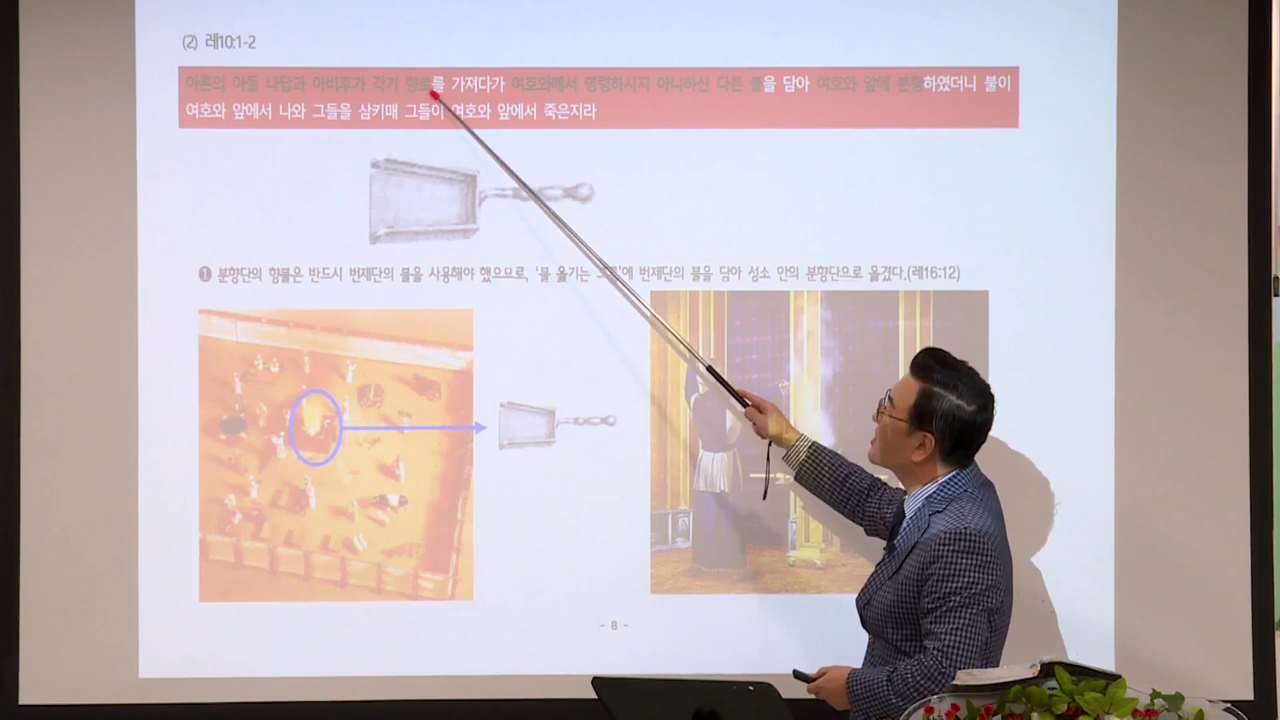 (2) 레10:1-2
아론의 아들 나답과 아비후가 각기 향로를 가져다가 여호와께서 명령하시지 아니하신 다른 불을 담아 여호와 앞에 분향하였더니 불이
여호와 앞에서 나와 그들을 삼키매 그들이 여호와 앞에서 죽은지라
❶ 분향단의 향불은 반드시 번제단의 불을 사용해야 했으므로, '불 옮기는 그릇'에 번제단의 불을 담아 성소 안의 분향단으로 옮겼다.(레16:12)
- 8 -